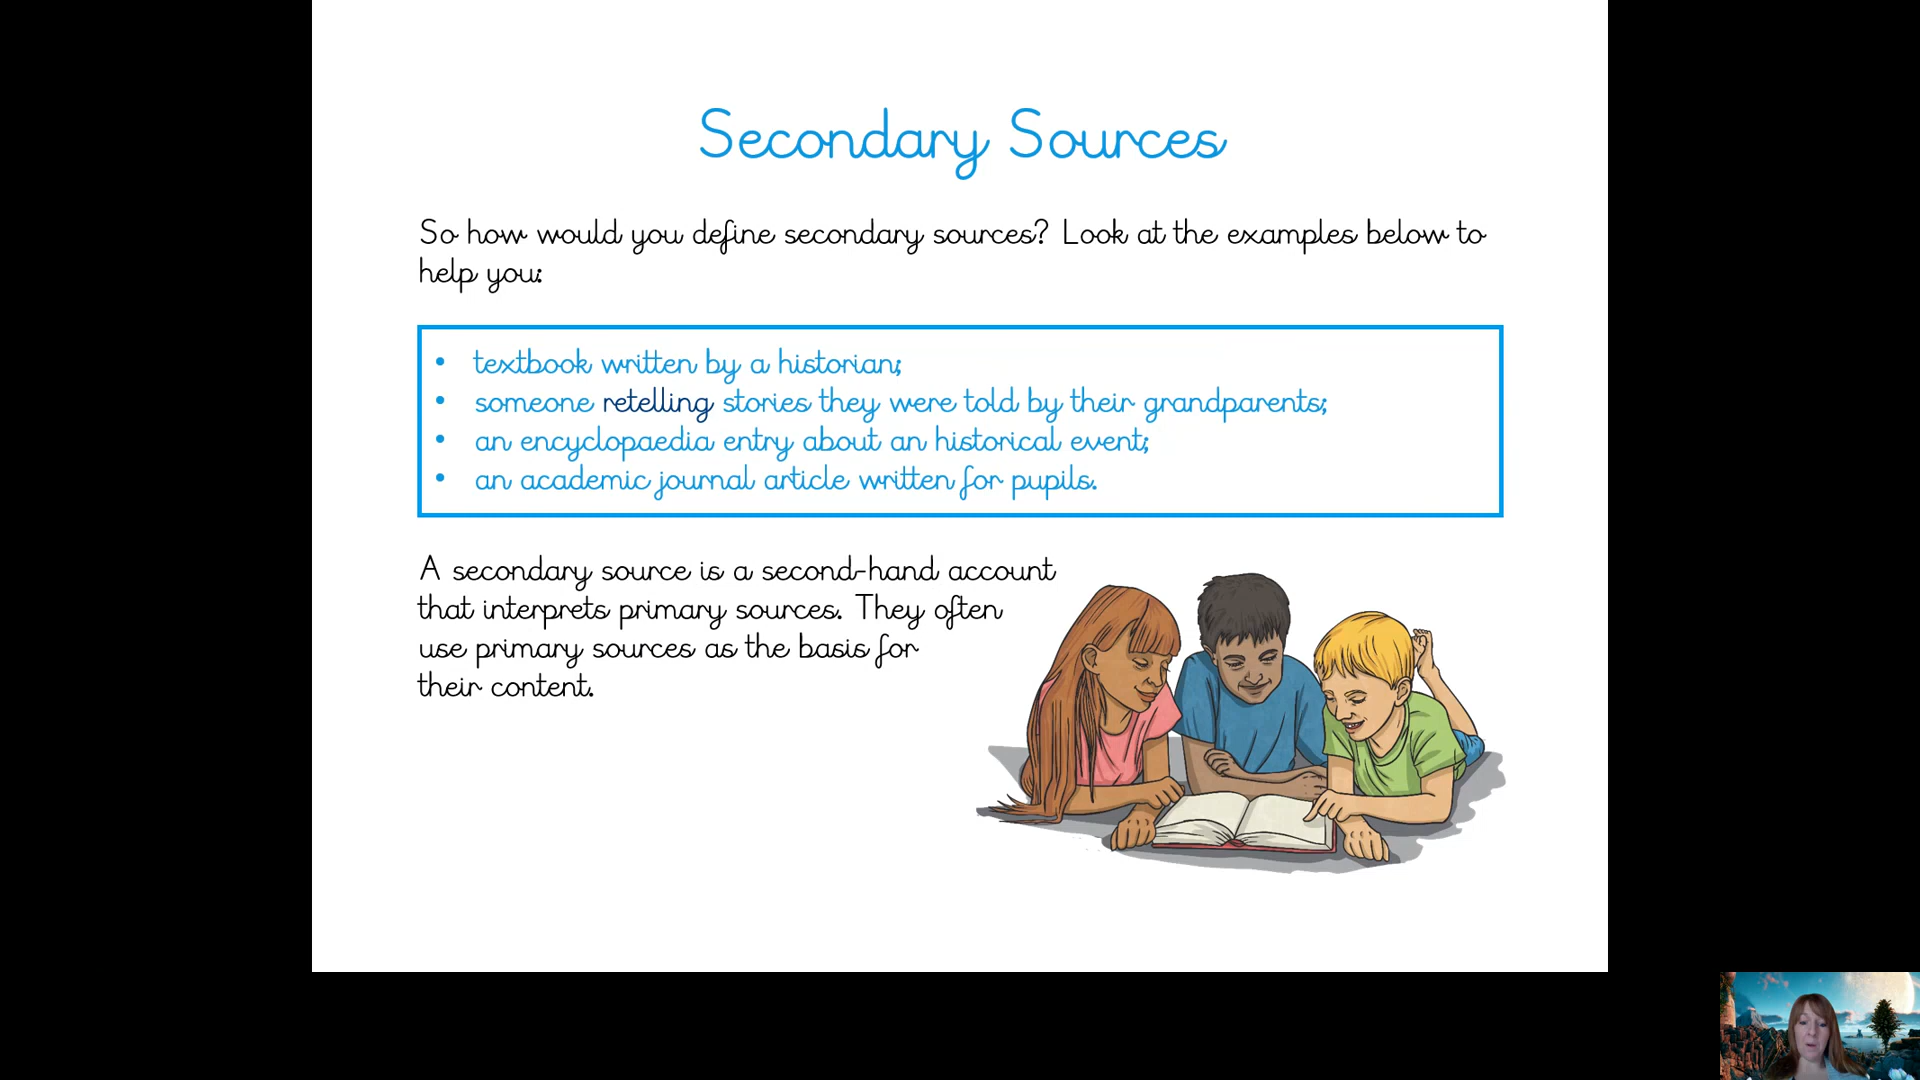 Secondary Sources
So how would you define secondary sources? Look at the examples below to
help you:
• textbook written by a historian;
• someone retelling stories they were told by their grandparents;
• an encyclopaedia entry about an historical event;
• an academic journal article written for pupils.
A secondary source is a second-hand account
that interprets primary sources. They often
use primary sources as the basis for
their content.